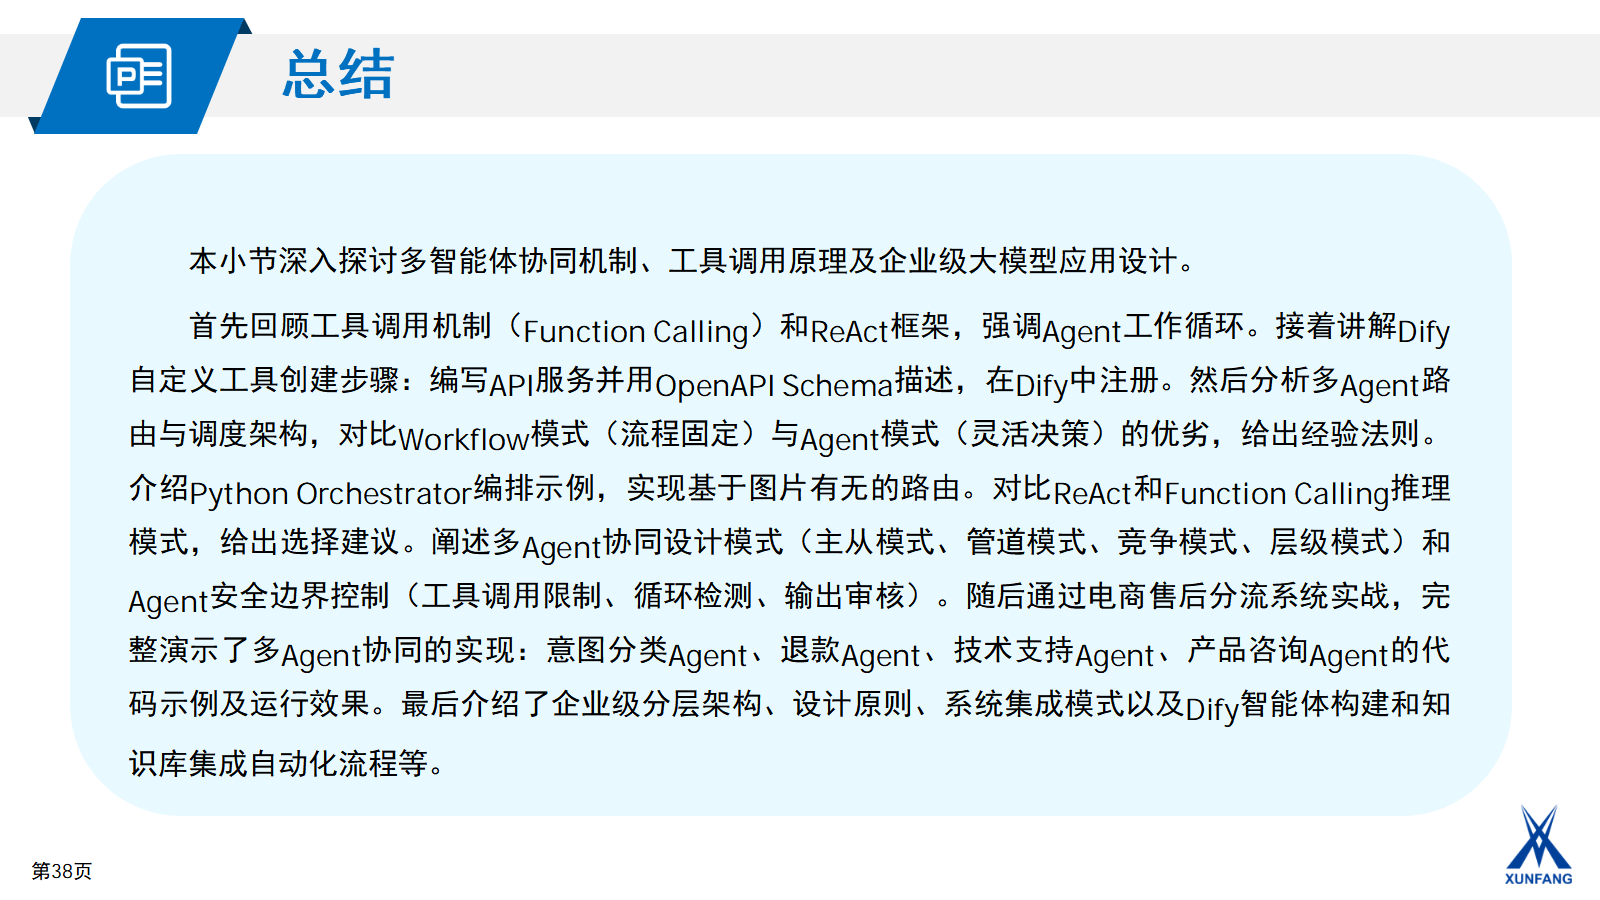 总结
本小节深入探讨多智能体协同机制、工具调用原理及企业级大模型应用设计。
首先回顾工具调用机制（Function Calling）和ReAct框架，强调Agent工作循环。接着讲解Dify
自定义工具创建步骤：编写API服务并用OpenAPI Schema描述，在Dify中注册。然后分析多Agent路
由与调度架构，对比Workflow模式（流程固定）与Agent模式（灵活决策）的优劣，给出经验法则。
介绍Python Orchestrator编排示例，实现基于图片有无的路由。对比ReAct和Function Calling推理
模式，给出选择建议。阐述多Agent协同设计模式（主从模式、管道模式、竞争模式、层级模式）和
Agent安全边界控制（工具调用限制、循环检测、输出审核）。随后通过电商售后分流系统实战，完
整演示了多Agent协同的实现：意图分类Agent、退款Agent、技术支持Agent、产品咨询Agent的代
码示例及运行效果。最后介绍了企业级分层架构、设计原则、系统集成模式以及Dify智能体构建和知
识库集成自动化流程等。
第38页
XUNFANG